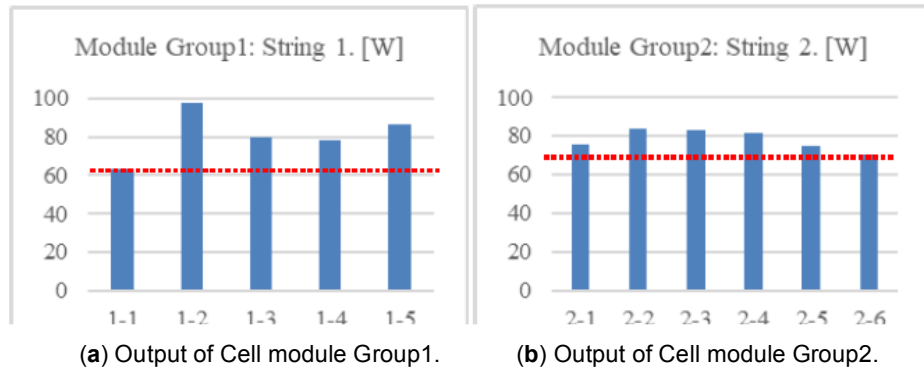 Module Group1: String 1. [W]
100
80
60
40
20
0
1-1 1-2 1-3 1-4 1-5
(a) Output of Cell module Group1.
Module Group2: String 2. [W]
100
80
60
40
20
0
2-1 2-2 2-3 2-4 2-5 2-6
(b) Output of Cell module Group2.